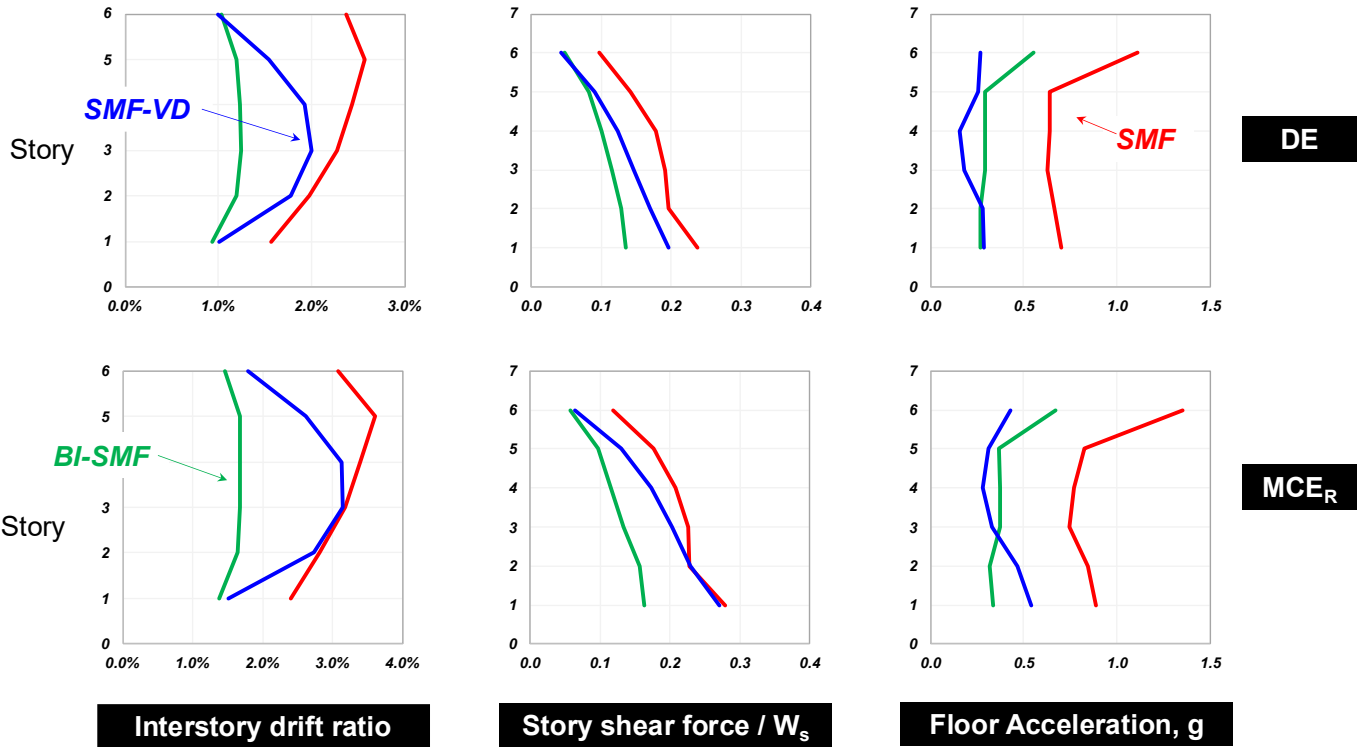 6
5
4
3
2
1
0
0.0% 1.0% 2.0% 3.0%
Story
SMF-VD
7
6
5
4
3
2
1
0
0.0 0.1 0.2 0.3 0.4
7
6
5
4
3
2
1
0
0.0 0.5 1.0 1.5
SMF
DE
6
5
4
3
2
1
0
0.0% 1.0% 2.0% 3.0% 4.0%
Story
BI-SMF
7
6
5
4
3
2
1
0
0.0 0.1 0.2 0.3 0.4
7
6
5
4
3
2
1
0
0.0 0.5 1.0 1.5
MCER
Interstory drift ratio
Story shear force / Ws
Floor Acceleration, g